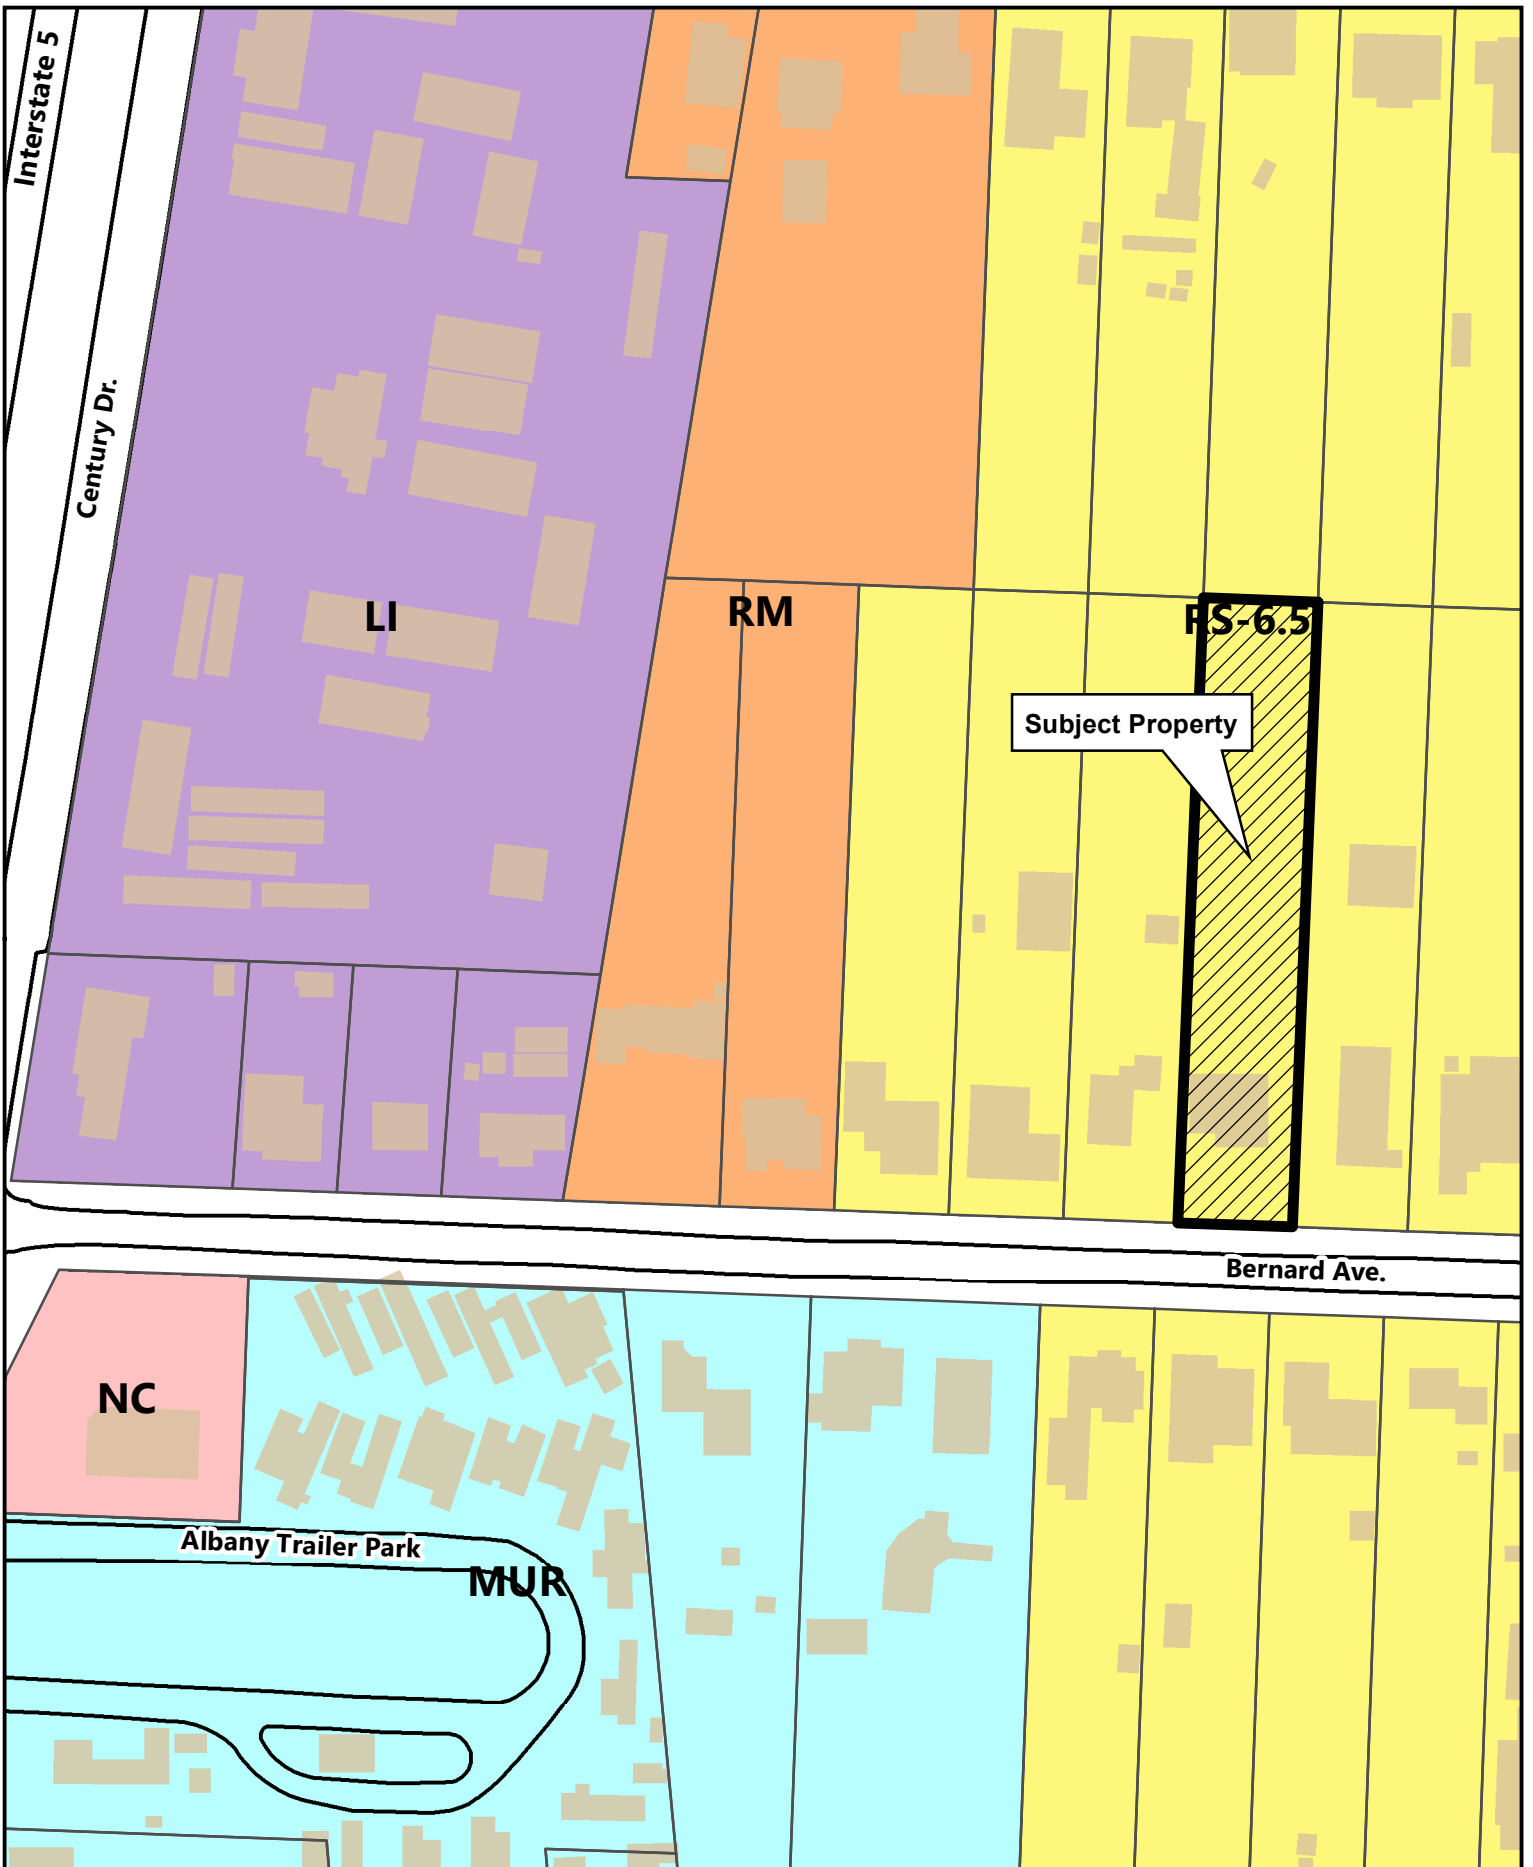 Interstate 5
Century Dr.
LI
RM
RS-6.5
Subject Property
Bernard Ave.
NC
Albany Trailer Park
MUR